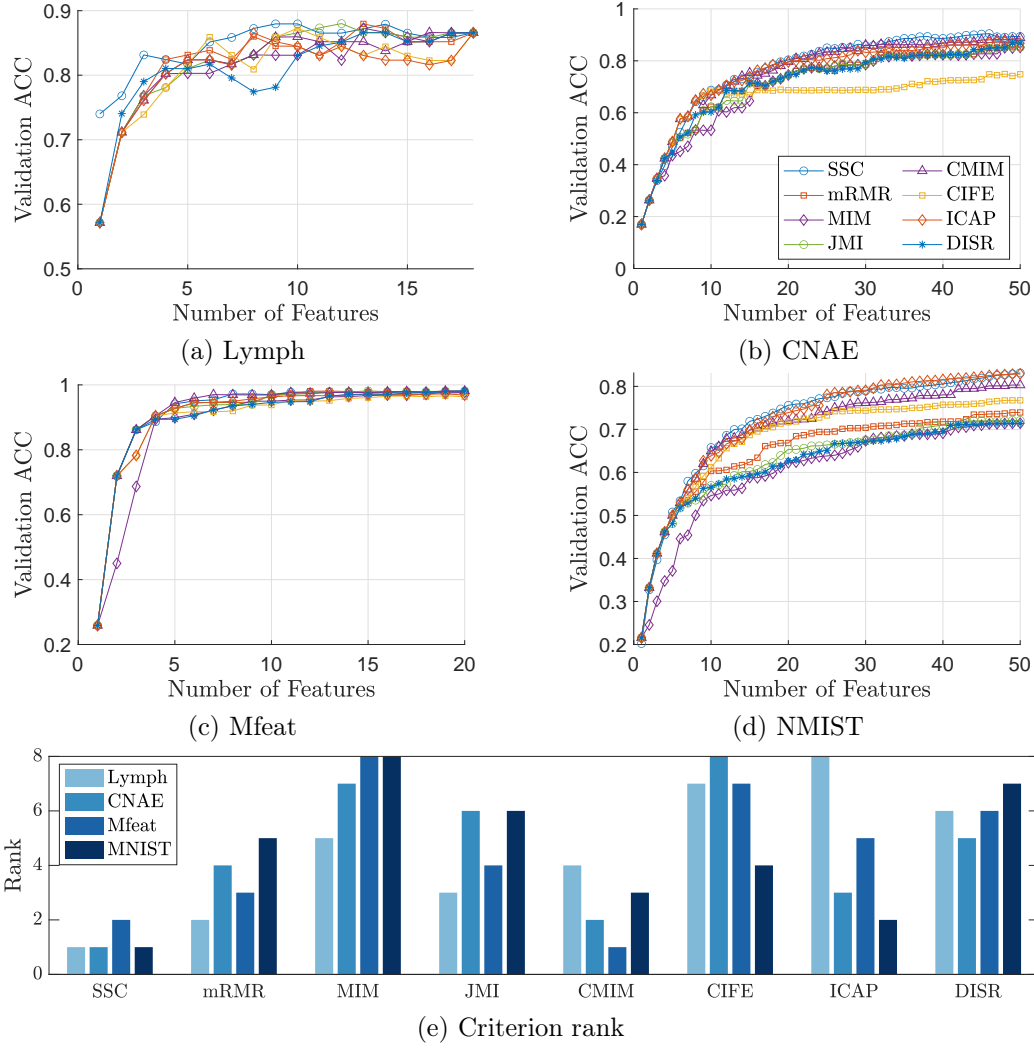 0.9
0.8
0.7
0.6
0.5
0
5
10
15
Validation ACC
Number of Features
(a) Lymph
1
0.8
0.6
0.4
0.2
0
0
10
20
30
40
50
Validation ACC
Number of Features
SSC
mRMR
MIM
JMI
CMIM
CIFE
ICAP
DISR
(b) CNAE
1
0.8
0.6
0.4
0.2
0
5
10
15
20
Validation ACC
Number of Features
(c) Mfeat
0.8
0.7
0.6
0.5
0.4
0.3
0.2
0
10
20
30
40
50
Validation ACC
Number of Features
(d) NMIST
8
6
4
2
0
Rank
Lymph
CNAE
Mfeat
MNIST
SSC
mRMR
MIM
JMI
CMIM
CIFE
ICAP
DISR
(e) Criterion rank